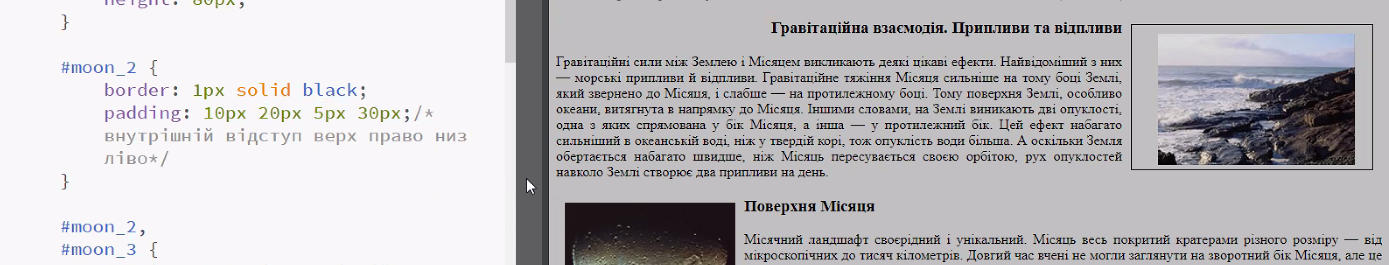 height: 80px;
}
#moon_2 {
border: 1px solid black;
padding: 10px 20px 5px 30px;/*
внутрішній відступ верх право низ
ліво*/
}
#moon_2,
#moon_3 {
Гравітаційна взаємодія. Припливи та відпливи
Гравітаційні сили між Землею і Місяцем викликають деякі цікаві ефекти. Найвідоміший з них
— морські припливи й відпливи. Гравітаційне тяжіння Місяця сильніше на тому боці Землі,
який звернено до Місяця, і слабше — на протилежному боці. Тому поверхня Землі, особливо
океани, витягнута в напрямку до Місяця. Іншими словами, на Землі виникають дві опуклості,
одна з яких спрямована у бік Місяця, а інша — у протилежний бік. Цей ефект набагато
сильніший в океанській воді, ніж у твердій корі, тож опуклість води більша. А оскільки Земля
обертається набагато швидше, ніж Місяць пересувається своєю орбітою, рух опуклостей
навколо Землі створює два припливи на день.
Поверхня Місяця
Місячний ландшафт своєрідний і унікальний. Місяць весь покритий кратерами різного розміру — від
мікроскопічних до тисяч кілометрів. Довгий час вчені не могли заглянути на зворотний бік Місяця, але це